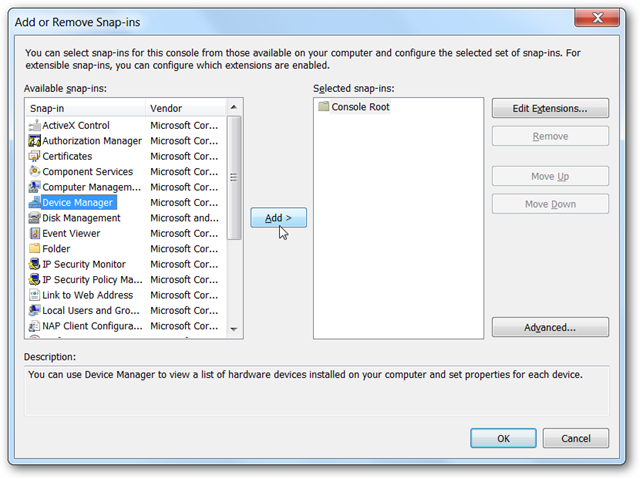 Add or Remove Snap-ins
You can select snap-ins for this console from those available on your computer and configure the selected set of snap-ins. For
extensible snap-ins, you can configure which extensions are enabled.
Available snap-ins:
Snap-in Vendor
ActiveX Control Microsoft Cor...
Authorization Manager Microsoft Cor...
Certificates Microsoft Cor...
Component Services Microsoft Cor...
Computer Managem... Microsoft Cor...
Device Manager Microsoft Cor...
Disk Management Microsoft and...
Event Viewer Microsoft Cor...
Folder Microsoft Cor...
IP Security Monitor Microsoft Cor...
IP Security Policy Ma... Microsoft Cor...
Link to Web Address Microsoft Cor...
Local Users and Gro... Microsoft Cor...
NAP Client Configura... Microsoft Cor...
Add >
Selected snap-ins:
Console Root
Edit Extensions...
Remove
Move Up
Move Down
Advanced...
Description:
You can use Device Manager to view a list of hardware devices installed on your computer and set properties for each device.
OK
Cancel